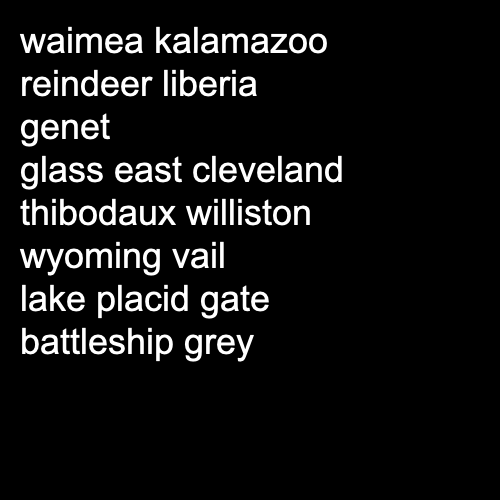 waimea kalamazoo
reindeer liberia
genet
glass east cleveland
thibodaux williston
wyoming vail
lake placid gate
battleship grey